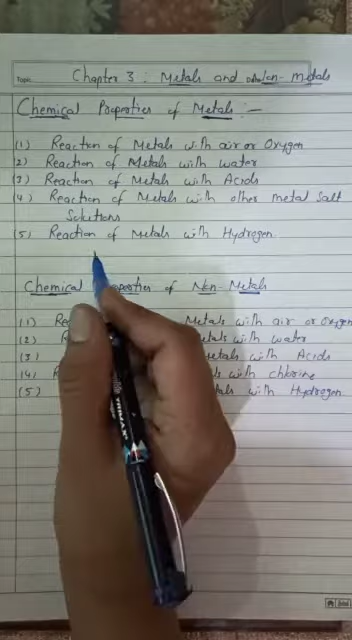 Topic
Chapter 3 : Metals and Non-metals
Chemical Properties of Metals :-
(1) Reaction of Metals with air or Oxygen
(2) Reaction of Metals with water
(3) Reaction of Metals with Acids
(4) Reaction of Metals with other metal Salt
Solutions
(5) Reaction of Metals with Hydrogen
Chemical Properties of Non-Metals
(1) Metals with air or Oxygen
(2) with water
(3) with Acids
(4) with chlorine
(5) with Hydrogen
TRIMAX